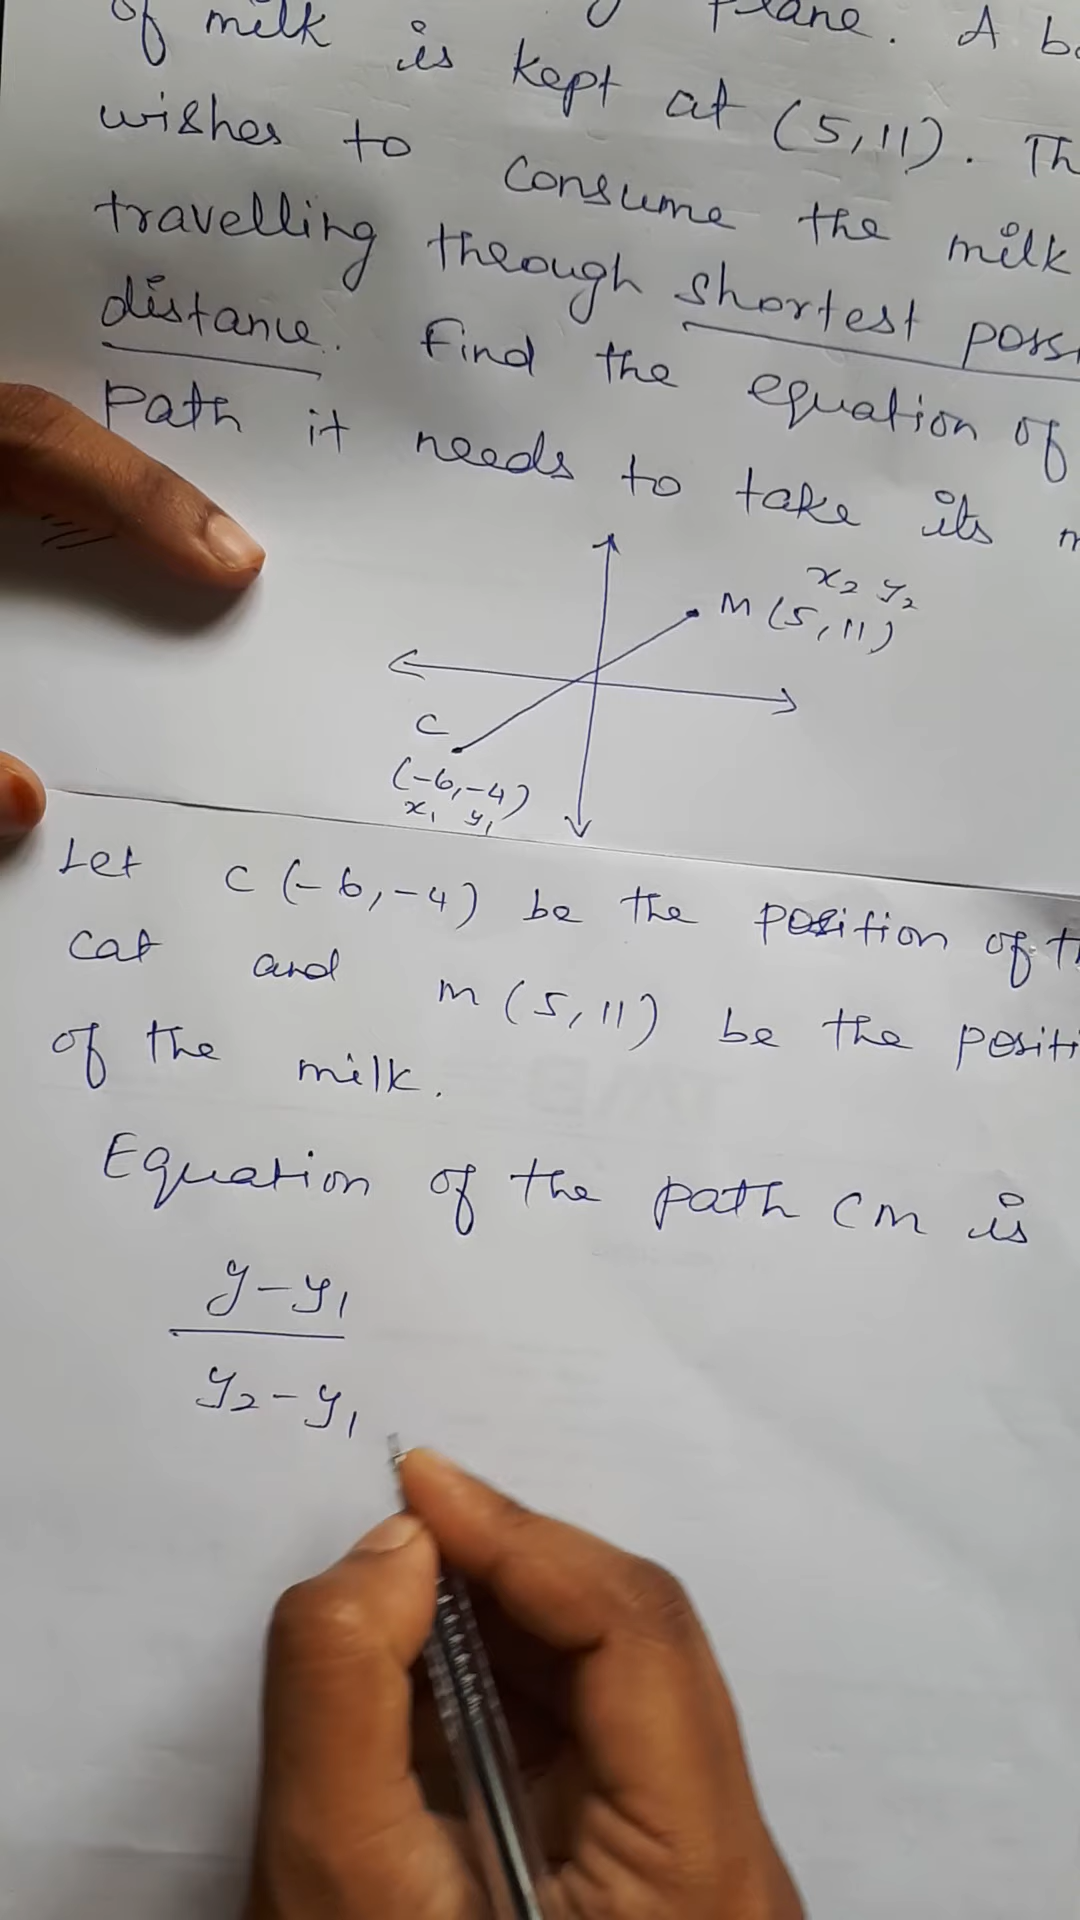 of milk is kept at (5,11). Th
plane. A b
wishes to consume the milk
travelling through shortest possi
distance. Find the equation of
path it needs to take its m
x2 y2
M (5,11)
C
(-6,-4)
x1 y1
Let C (-6,-4) be the position of th
cat and m (5,11) be the positi
of the milk.
Equation of the path CM is
y-y1
y2-y1